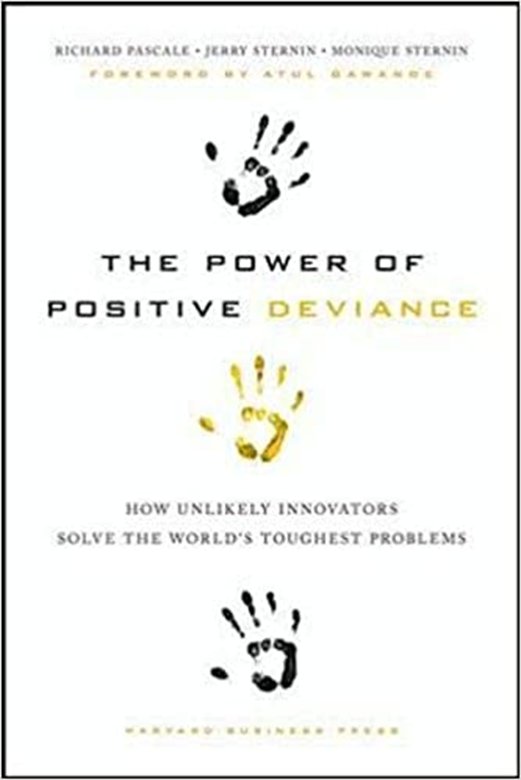 RICHARD PASCALE • JERRY STERNIN • MONIQUE STERNIN
FOREWORD BY ATUL GAWANDE
THE POWER OF
POSITIVE DEVIANCE
HOW UNLIKELY INNOVATORS
SOLVE THE WORLD'S TOUGHEST PROBLEMS
HARVARD BUSINESS PRESS